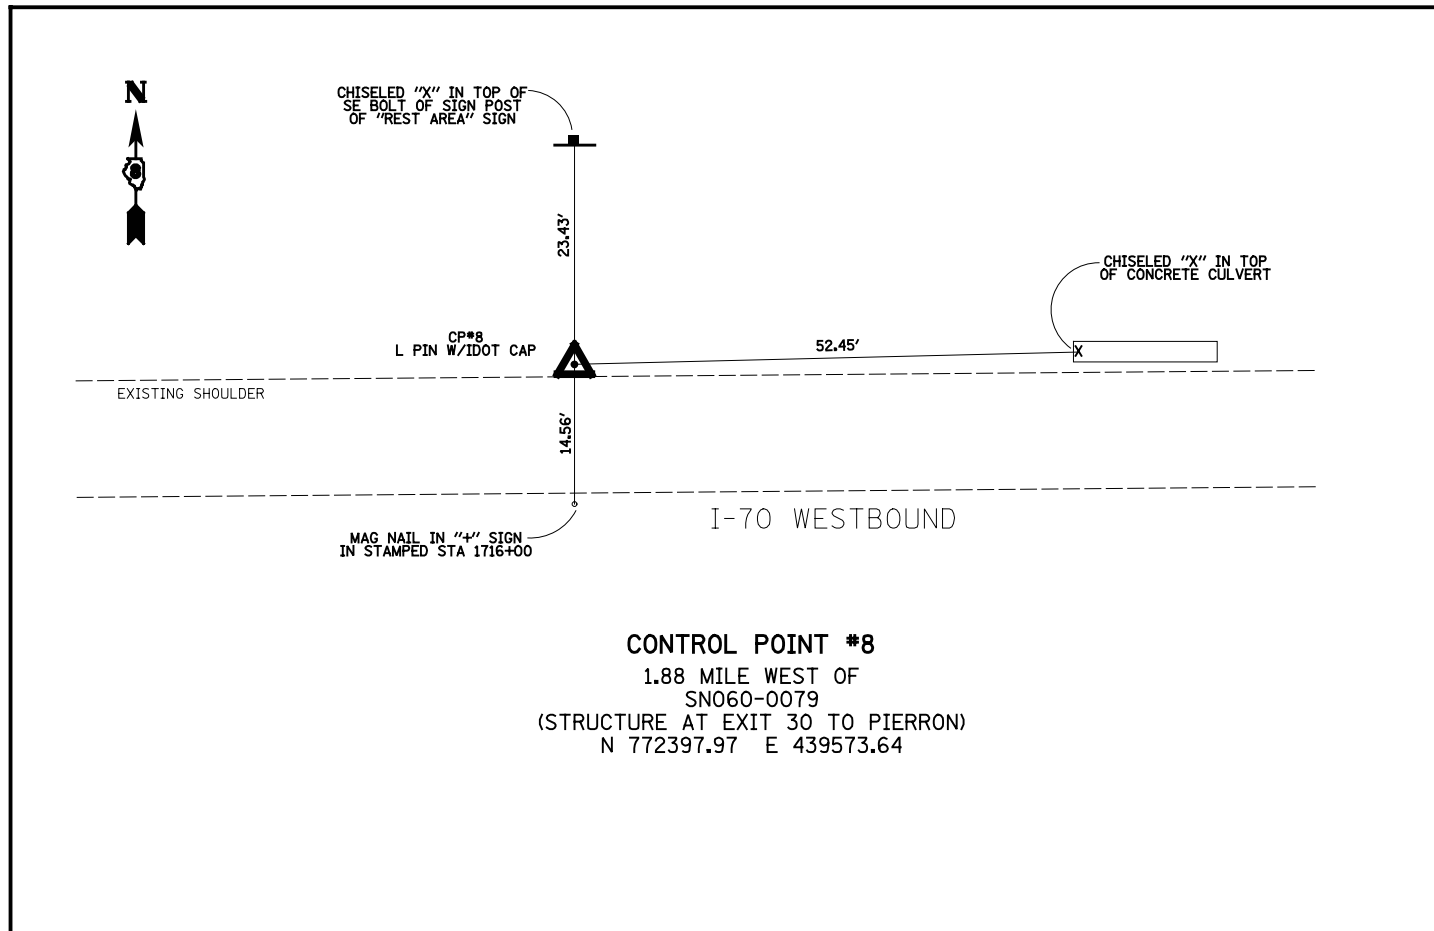 N
8
CHISELED "X" IN TOP OF
SE BOLT OF SIGN POST
OF "REST AREA" SIGN
23.43'
CHISELED "X" IN TOP
OF CONCRETE CULVERT
CP#8
L PIN W/IDOT CAP
52.45'
X
EXISTING SHOULDER
14.56'
I-70 WESTBOUND
MAG NAIL IN "+" SIGN
IN STAMPED STA 1716+00
CONTROL POINT #8
1.88 MILE WEST OF
SN060-0079
(STRUCTURE AT EXIT 30 TO PIERRON)
N 772397.97 E 439573.64